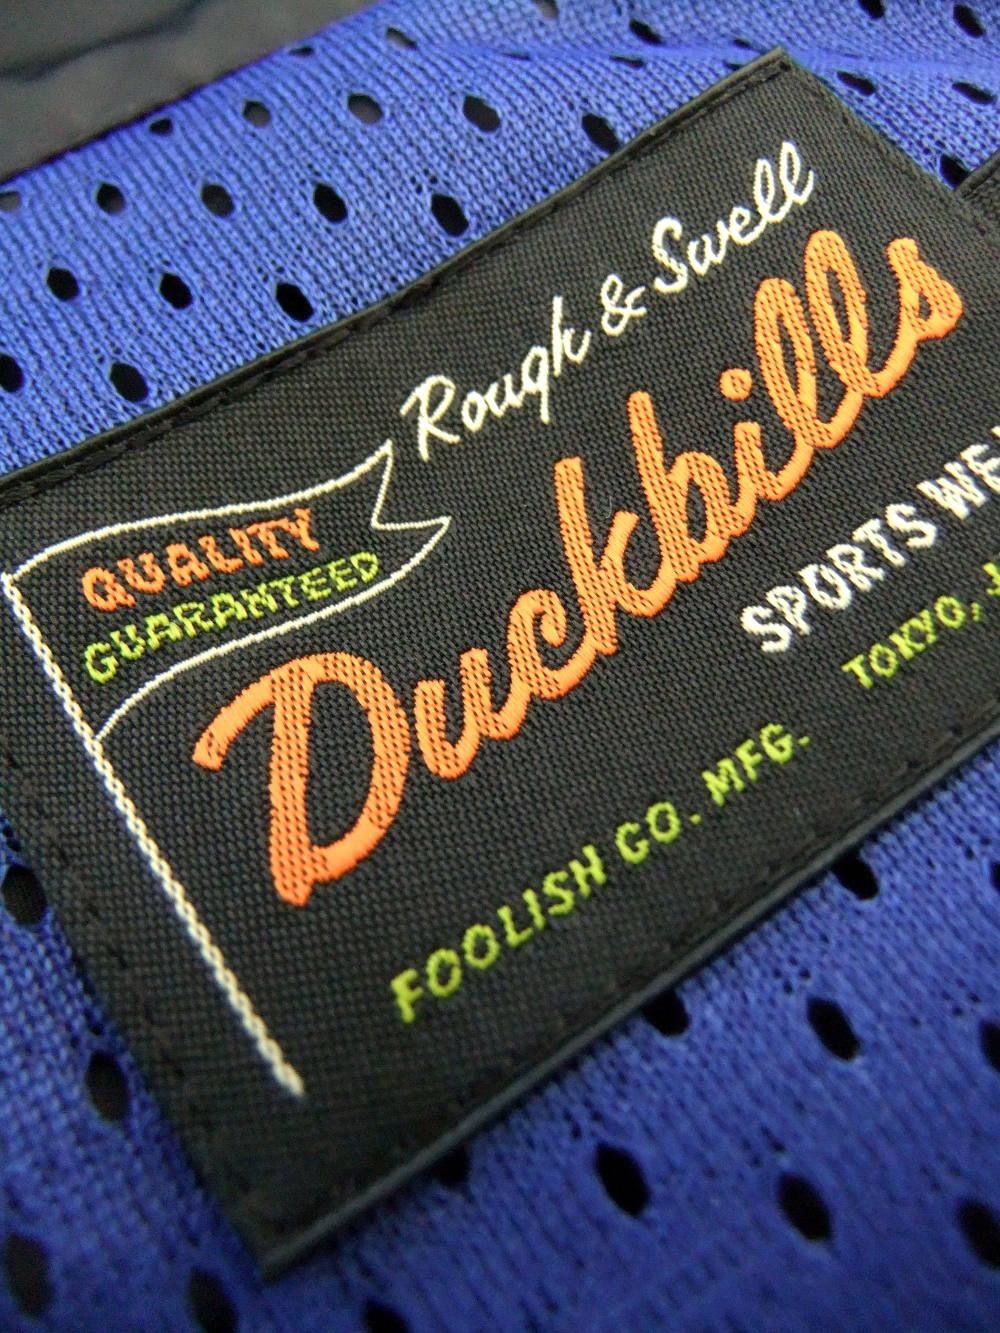 Rough & Swell
QUALITY
GUARANTEED
Duckbills
SPORTS WE
TOKYO, J
FOOLISH CO. MFG.